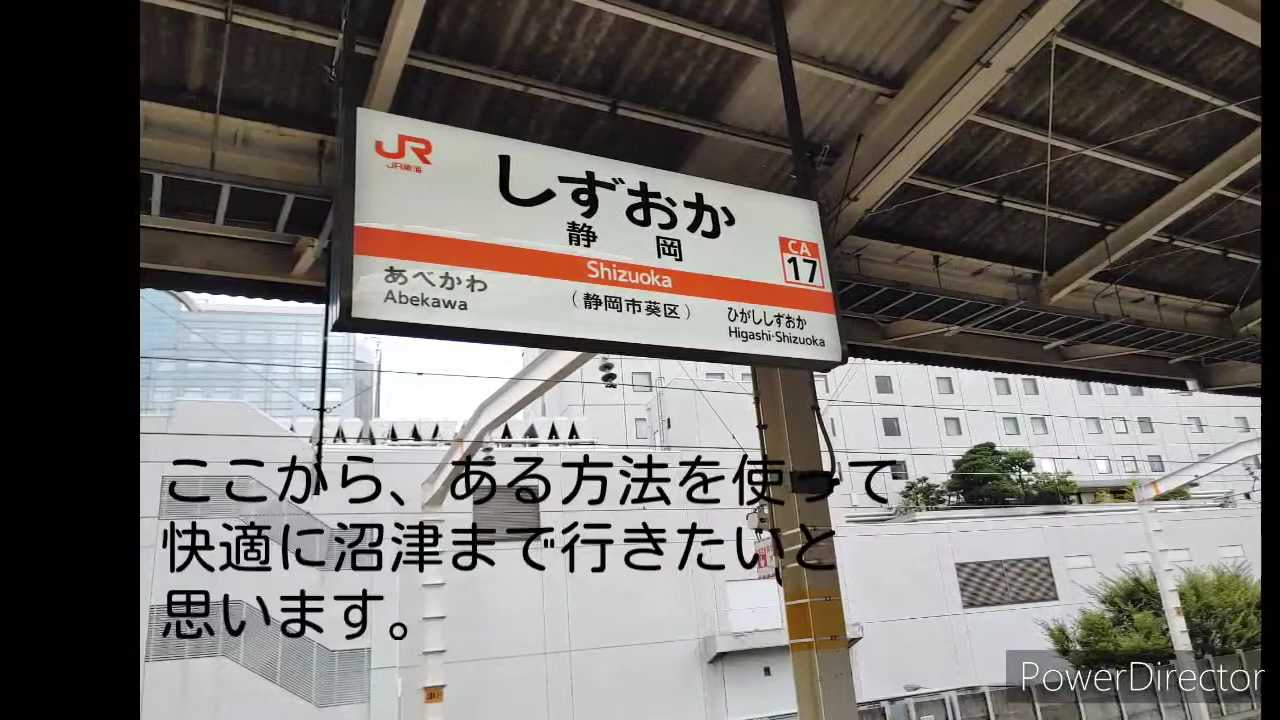 JR
JR東海
しずおか
静岡
CA
17
Shizuoka
あべかわ
Abekawa
（静岡市葵区）
ひがししずおか
Higashi-Shizuoka
ここから、ある方法を使って
快適に沼津まで行きたいと
思います。
PowerDirector